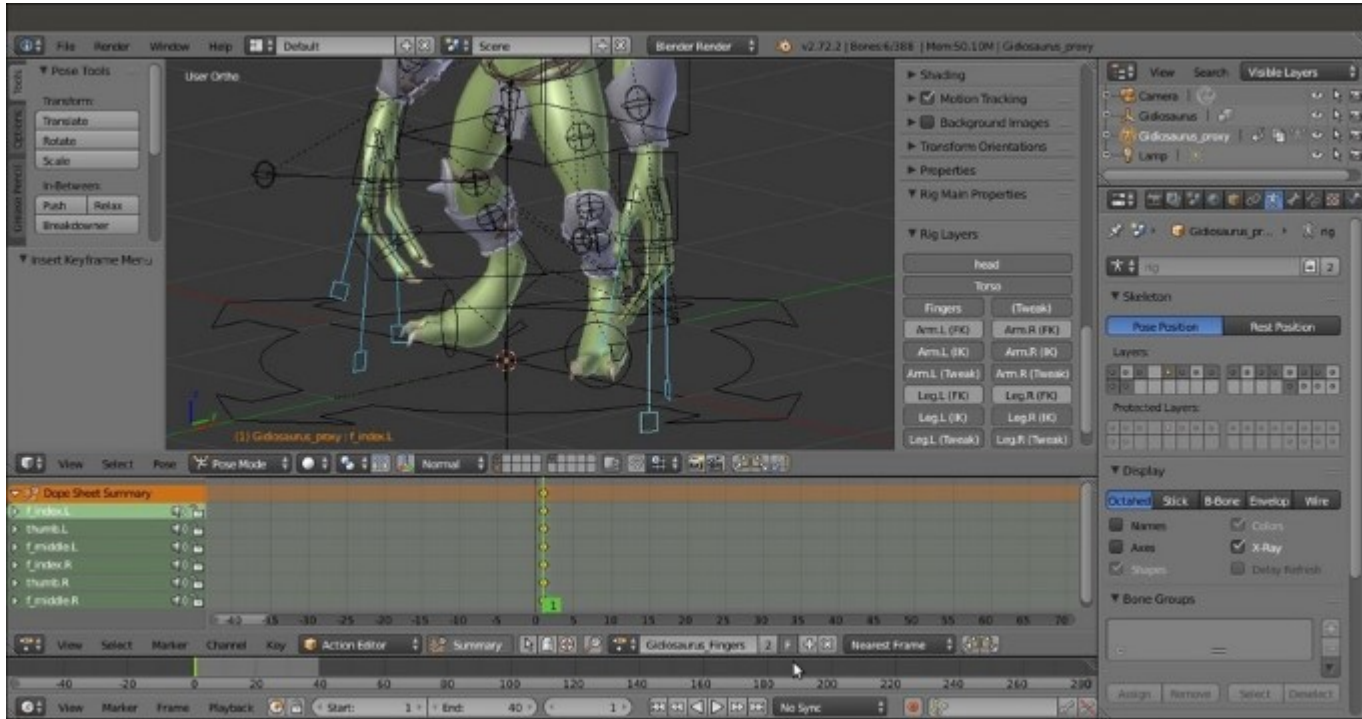 File Render Window Help Default Scene Blender Render v2.72.2 | Bones:6/388 | Mem:50.10M | Gidiosaurus_proxy
Tools
Options
Grease Pencil
Pose Tools
Transform:
Translate
Rotate
Scale
In-Between:
Push Relax
Breakdowner
Insert Keyframe Menu
User Ortho
(1) Gidiosaurus_proxy : f_index.L
Shading
Motion Tracking
Background Images
Transform Orientations
Properties
Rig Main Properties
Rig Layers
head
Torso
Fingers (Tweak)
Arm.L (FK) Arm.R (FK)
Arm.L (IK) Arm.R (IK)
Arm.L (Tweak) Arm.R (Tweak)
Leg.L (FK) Leg.R (FK)
Leg.L (IK) Leg.R (IK)
Leg.L (Tweak) Leg.R (Tweak)
View Search Visible Layers
Camera
Gidiosaurus
Gidiosaurus_proxy
Lamp
Gidiosaurus_pr... rig
rig 2
Skeleton
Pose Position Rest Position
Layers:
Protected Layers:
Display
Octahed Stick B-Bone Envelop Wire
Names Colors
Axes X-Ray
Shapes Delay Refresh
Bone Groups
Assign Remove Select Deselect
View Select Pose Pose Mode Normal
Dope Sheet Summary
f_index.L
thumb.L
f_middle.L
f_index.R
thumb.R
f_middle.R
1
-40 -35 -30 -25 -20 -15 -10 -5 0 5 10 15 20 25 30 35 40 45 50 55 60 65 70
View Select Marker Channel Key Action Editor Summary Gidiosaurus_Fingers 2 F Nearest Frame
-40 -20 0 20 40 60 80 100 120 140 160 180 200 220 240 260 280
View Marker Frame Playback Start: 1 End: 40 1 No Sync